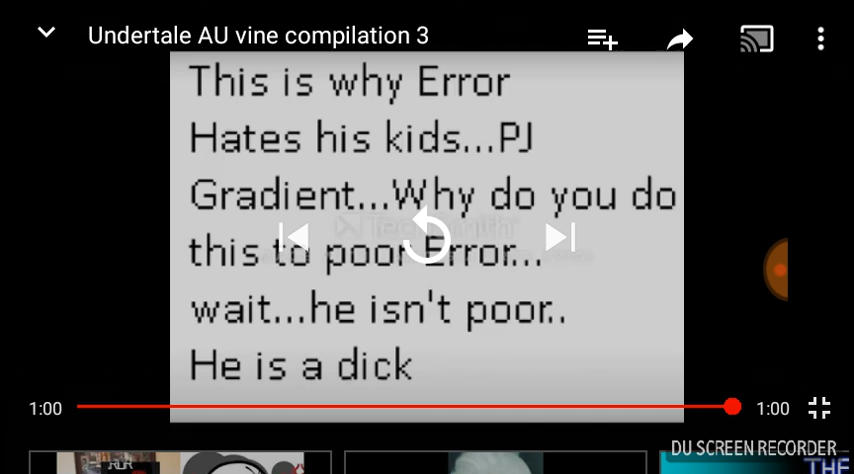 Undertale AU vine compilation 3
This is why Error
Hates his kids...PJ
Gradient...Why do you do
this to poor Error...
wait...he isn't poor..
He is a dick
1:00
1:00
DU SCREEN RECORDER
THE